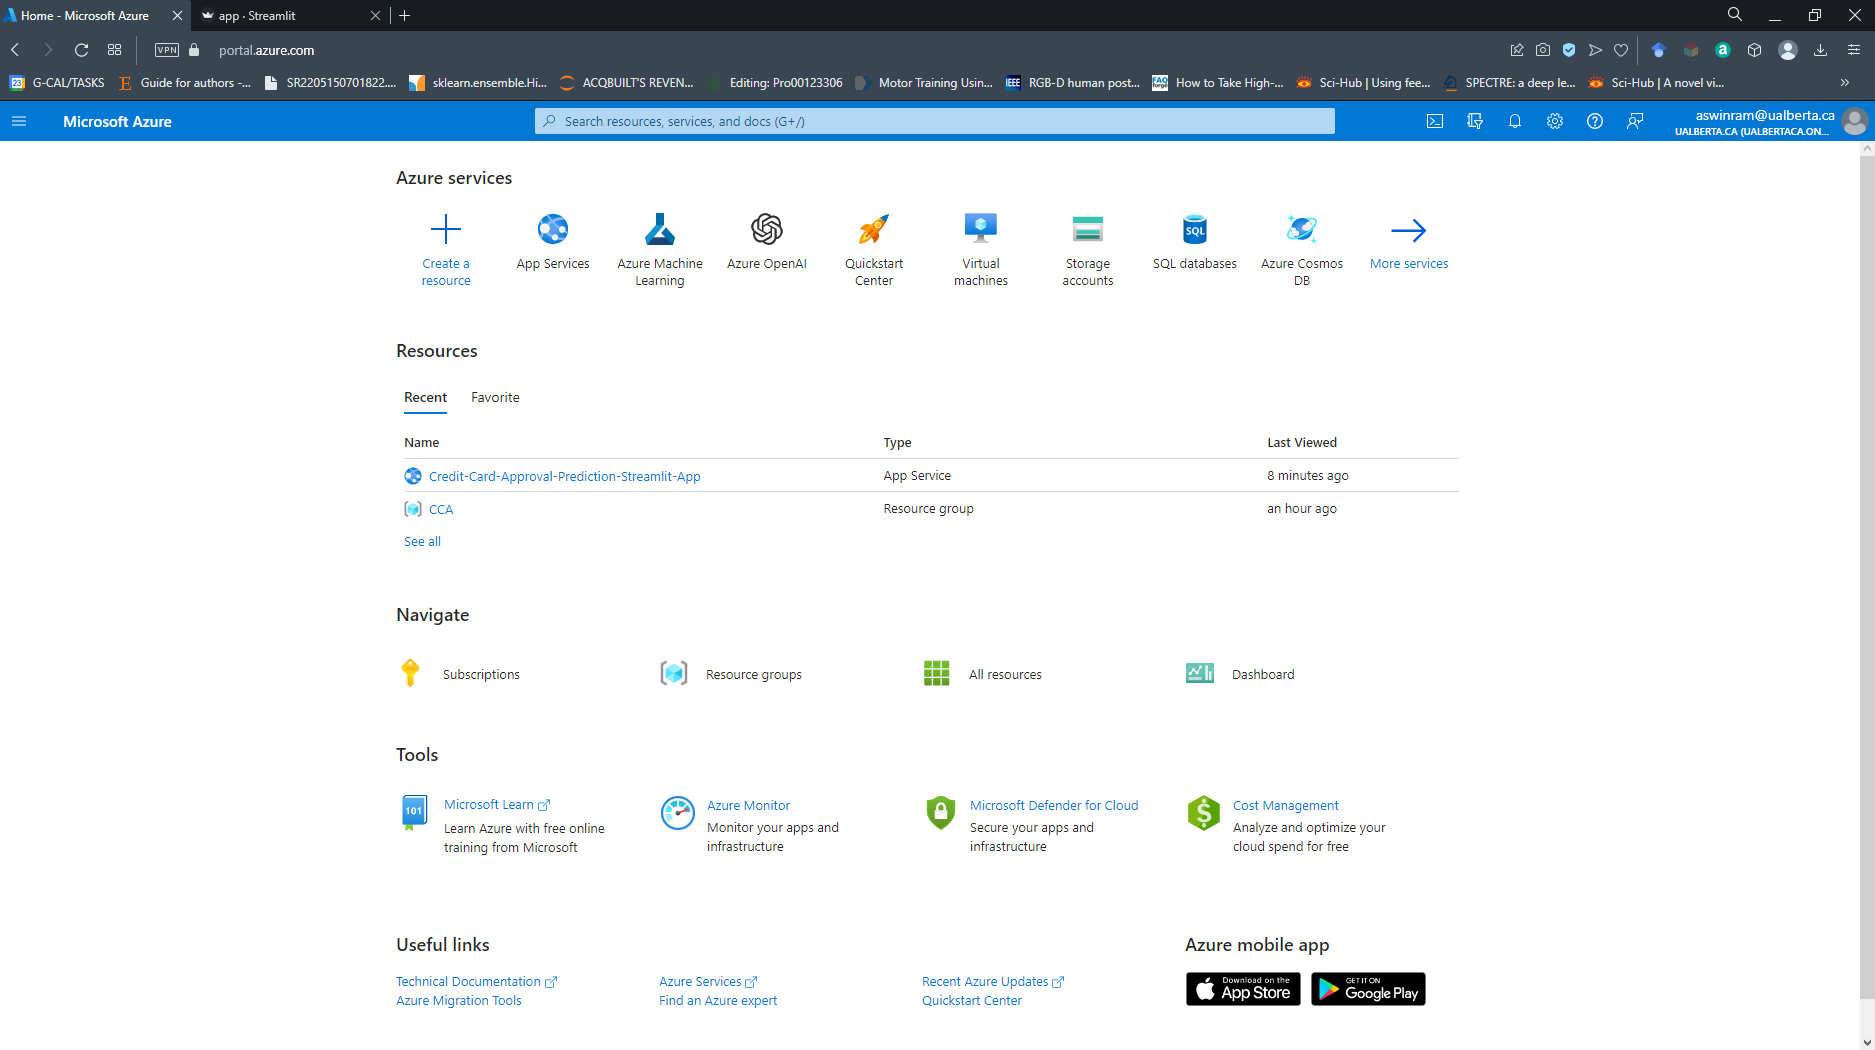 Home - Microsoft Azure
app · Streamlit
VPN
portal.azure.com
23 G-CAL/TASKS
Guide for authors -...
SR2205150701822....
sklearn.ensemble.Hi...
ACQBUILT'S REVEN...
Editing: Pro00123306
Motor Training Usin...
IEEE RGB-D human post...
FAQ forge How to Take High-...
Sci-Hub | Using fee...
SPECTRE: a deep le...
Sci-Hub | A novel vi...
Microsoft Azure
Search resources, services, and docs (G+/)
aswinram@ualberta.ca
UALBERTA.CA (UALBERTACA.ON...
Azure services
Create a
resource
App Services
Azure Machine
Learning
Azure OpenAI
Quickstart
Center
Virtual
machines
Storage
accounts
SQL
SQL databases
Azure Cosmos
DB
More services
Resources
Recent Favorite
Name Type Last Viewed
Credit-Card-Approval-Prediction-Streamlit-App App Service 8 minutes ago
CCA Resource group an hour ago
See all
Navigate
Subscriptions Resource groups All resources Dashboard
Tools
101
Microsoft Learn
Learn Azure with free online
training from Microsoft
Azure Monitor
Monitor your apps and
infrastructure
Microsoft Defender for Cloud
Secure your apps and
infrastructure
Cost Management
Analyze and optimize your
cloud spend for free
Useful links
Technical Documentation Azure Services Recent Azure Updates
Azure Migration Tools Find an Azure expert Quickstart Center
Azure mobile app
Download on the
App Store
GET IT ON
Google Play